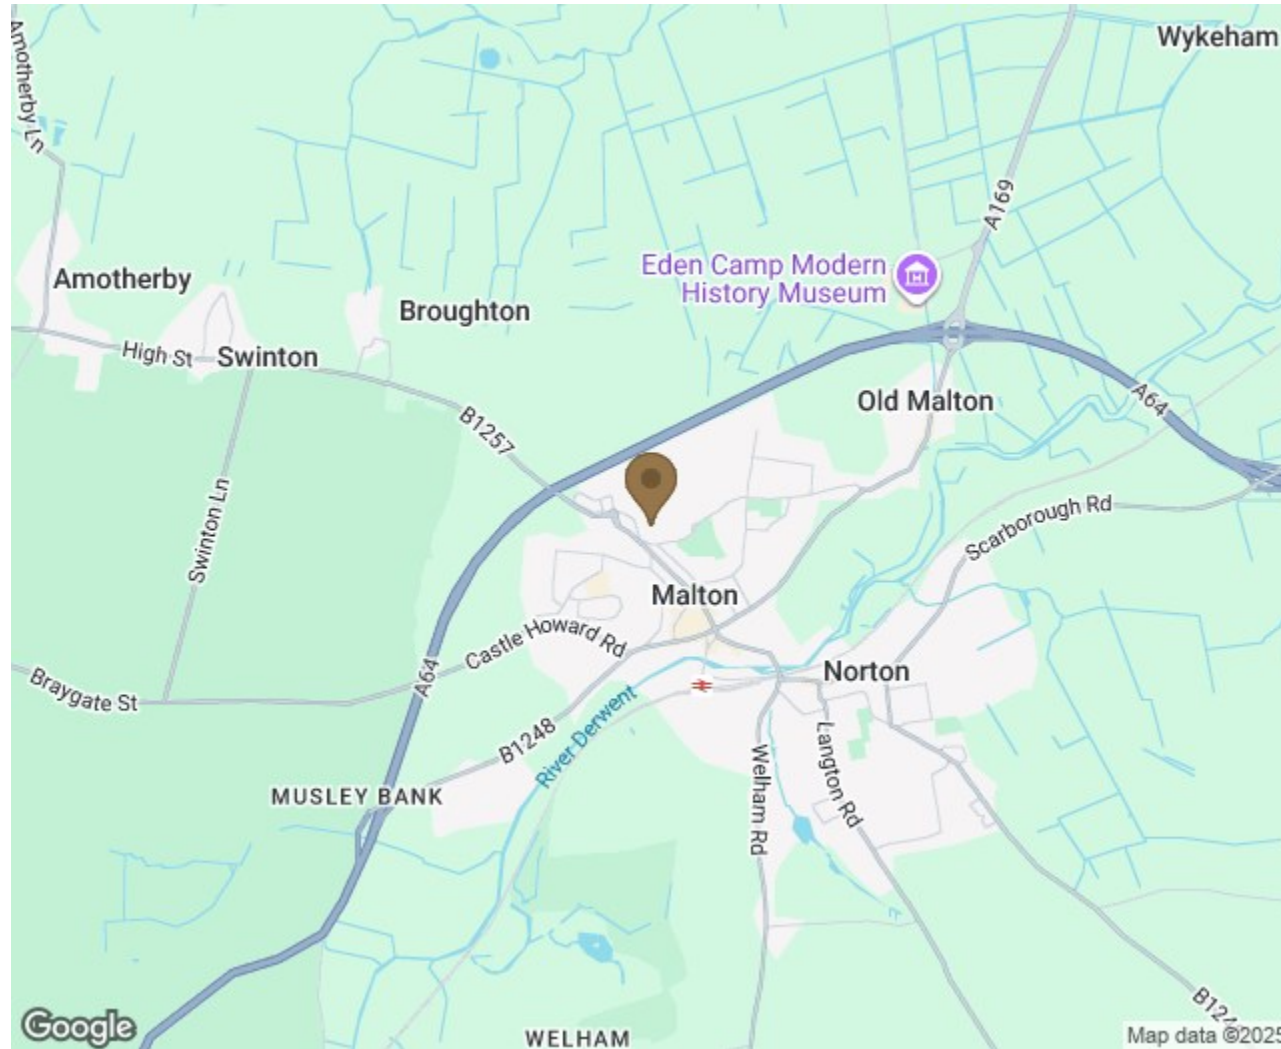 Wykeham
Amotherby Ln
A169
Eden Camp Modern
History Museum
Amotherby
Broughton
High St
Swinton
B1257
Old Malton
A64
Swinton Ln
Scarborough Rd
Malton
Castle Howard Rd
Norton
A64
Braygate St
River Derwent
B1248
Langton Rd
Welham Rd
MUSLEY BANK
WELHAM
Google
Map data ©2025